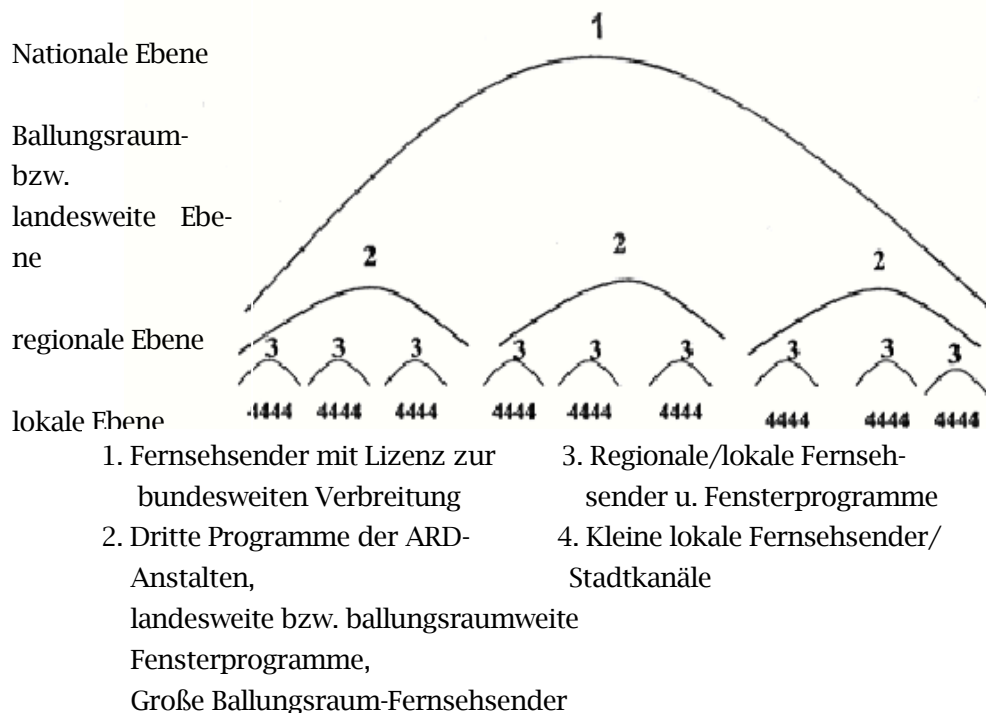 1
Nationale Ebene
Ballungsraum-
bzw.
landesweite Ebe-
ne
2 2 2
regionale Ebene
3 3 3 3 3 3 3 3 3
lokale Ebene
4444 4444 4444 4444 4444 4444 4444 4444 4444
1. Fernsehsender mit Lizenz zur
bundesweiten Verbreitung
2. Dritte Programme der ARD-
Anstalten,
landesweite bzw. ballungsraumweite
Fensterprogramme,
Große Ballungsraum-Fernsehsender
3. Regionale/lokale Fernseh-
sender u. Fensterprogramme
4. Kleine lokale Fernsehsender/
Stadtkanäle